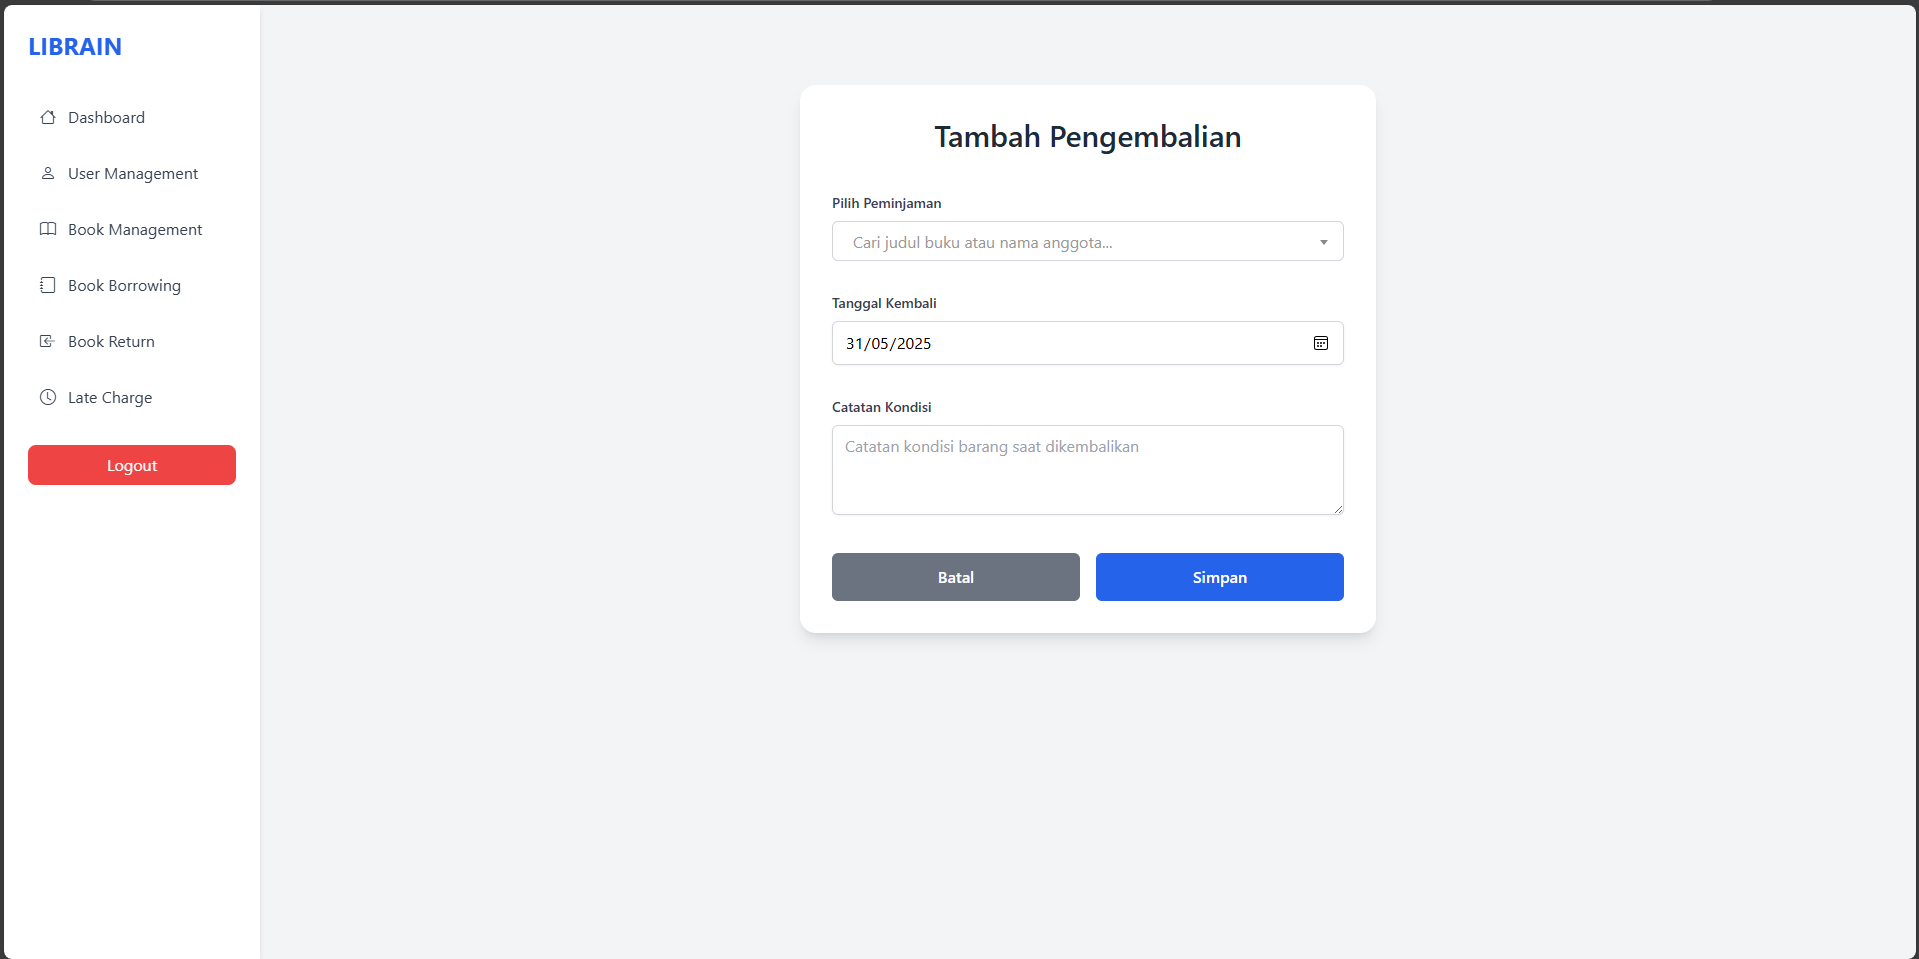 LIBRAIN
Dashboard
User Management
Book Management
Book Borrowing
Book Return
Late Charge
Logout
Tambah Pengembalian
Pilih Peminjaman
Cari judul buku atau nama anggota...
Tanggal Kembali
31/05/2025
Catatan Kondisi
Catatan kondisi barang saat dikembalikan
Batal
Simpan